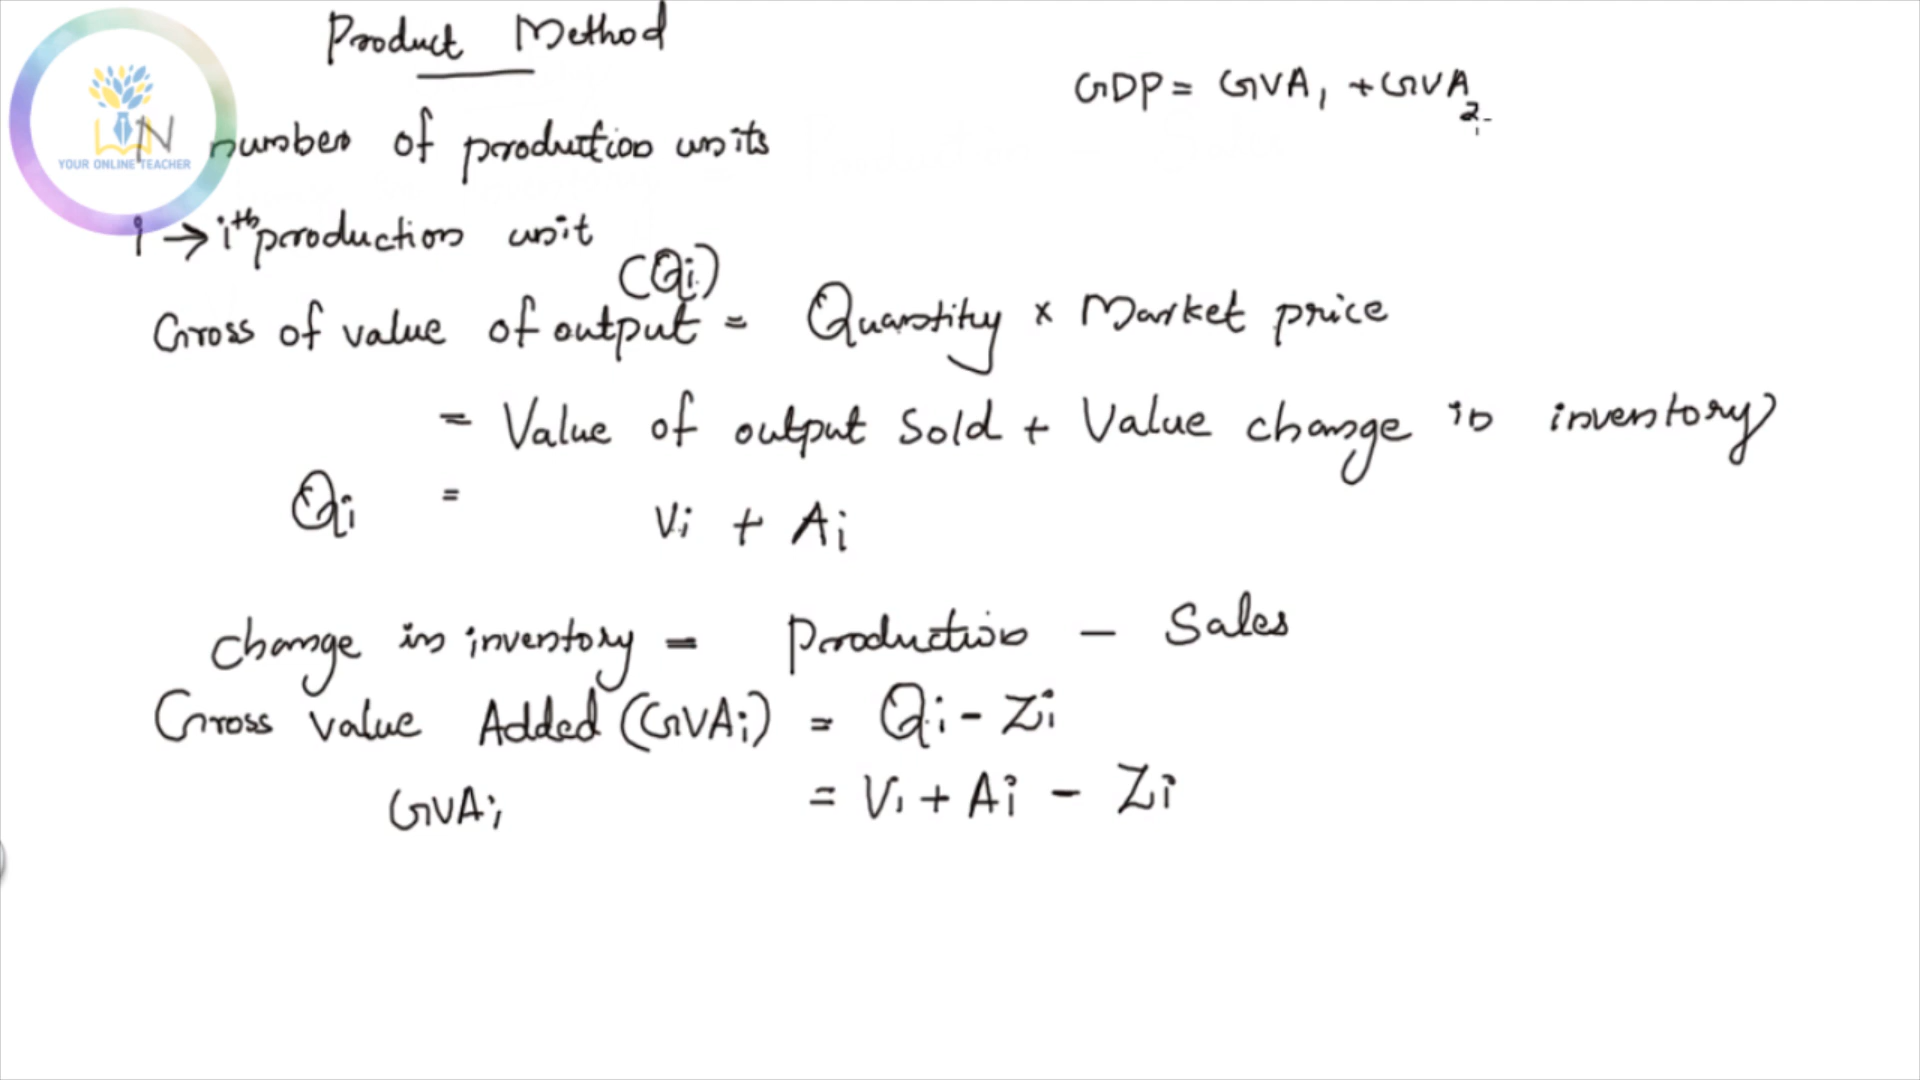 Product Method
GDP = GVA1 + GVA2
N number of production units
YOUR ONLINE TEACHER
i → ith production unit
(Qi)
Gross of value of output = Quantity × Market price
= Value of output Sold + Value change in inventory
Qi = Vi + Ai
change in inventory = Production − Sales
Gross value Added (GVAi) = Qi − Zi
GVAi = Vi + Ai − Zi